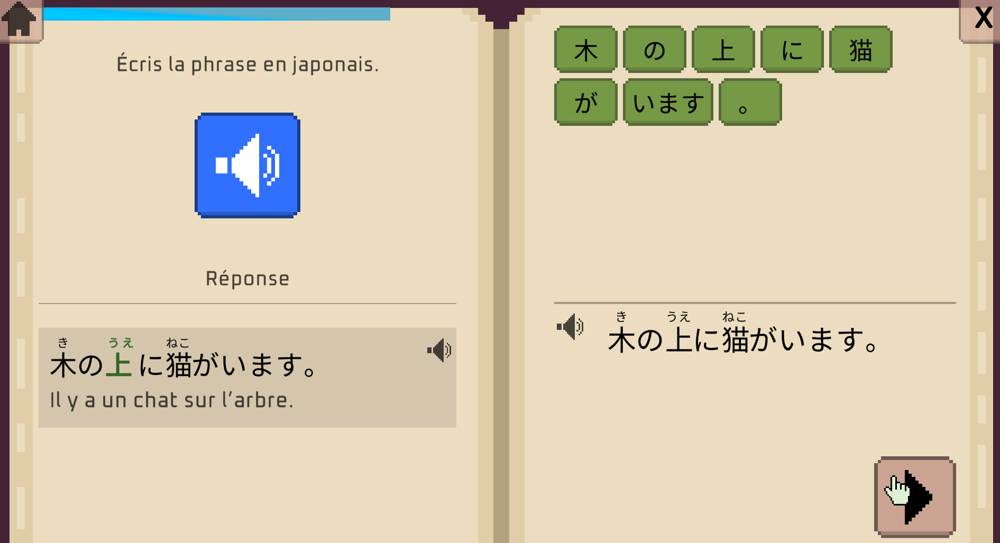 Écris la phrase en japonais.
Réponse
き うえ ねこ
木の上に猫がいます。
Il y a un chat sur l'arbre.
X
木 の 上 に 猫
が います 。
き うえ ねこ
木の上に猫がいます。